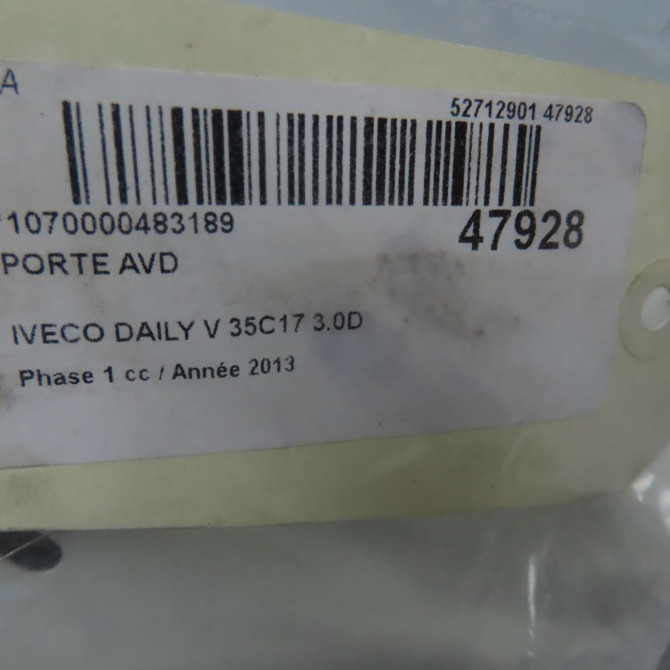 A
52712901 47928
*1070000483189
47928
PORTE AVD
IVECO DAILY V 35C17 3.0D
Phase 1 cc / Année 2013